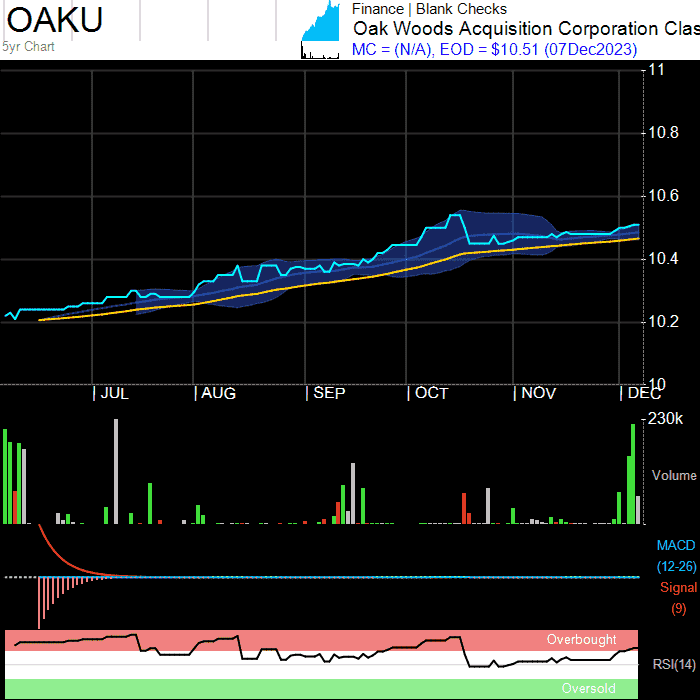 OAKU
5yr Chart
Finance | Blank Checks
Oak Woods Acquisition Corporation Clas
MC = (N/A), EOD = $10.51 (07Dec2023)
11
10.8
10.6
10.4
10.2
10
| JUL | AUG | SEP | OCT | NOV | DEC
230k
Volume
MACD
(12-26)
Signal
(9)
Overbought
RSI(14)
Oversold